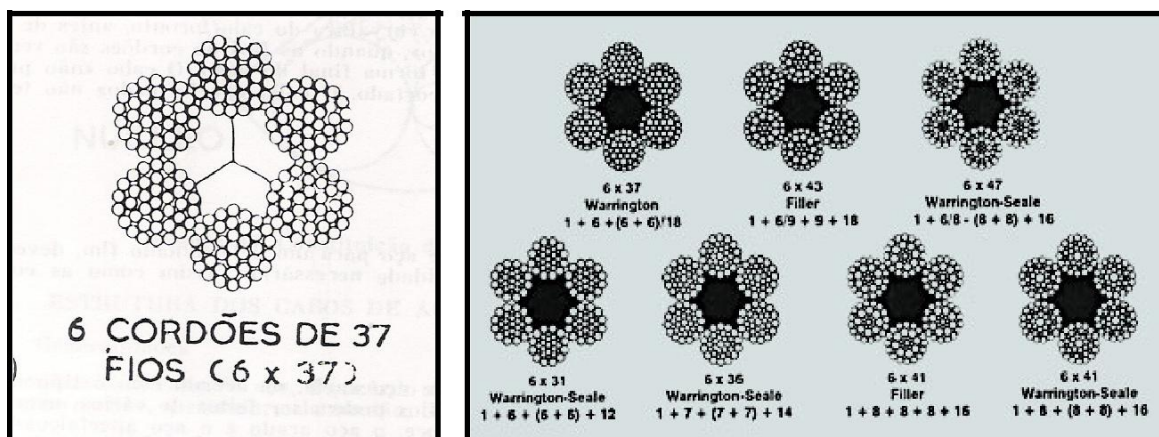 6 CORDÕES DE 37
FIOS (6 x 37)
6 x 37
Warrington
1 + 6 +(6 + 6)/18
6 x 43
Filler
1 + 6/9 + 9 + 18
6 x 47
Warrington-Seale
1 + 6/8 - (8 + 8) + 16
6 x 31
Warrington-Seale
1 + 6 + (6 + 6) + 12
6 x 36
Warrington-Seale
1 + 7 + (7 + 7) + 14
6 x 41
Filler
1 + 8 + 8 + 8 + 16
6 x 41
Warrington-Seale
1 + 8 + (8 + 8) + 16